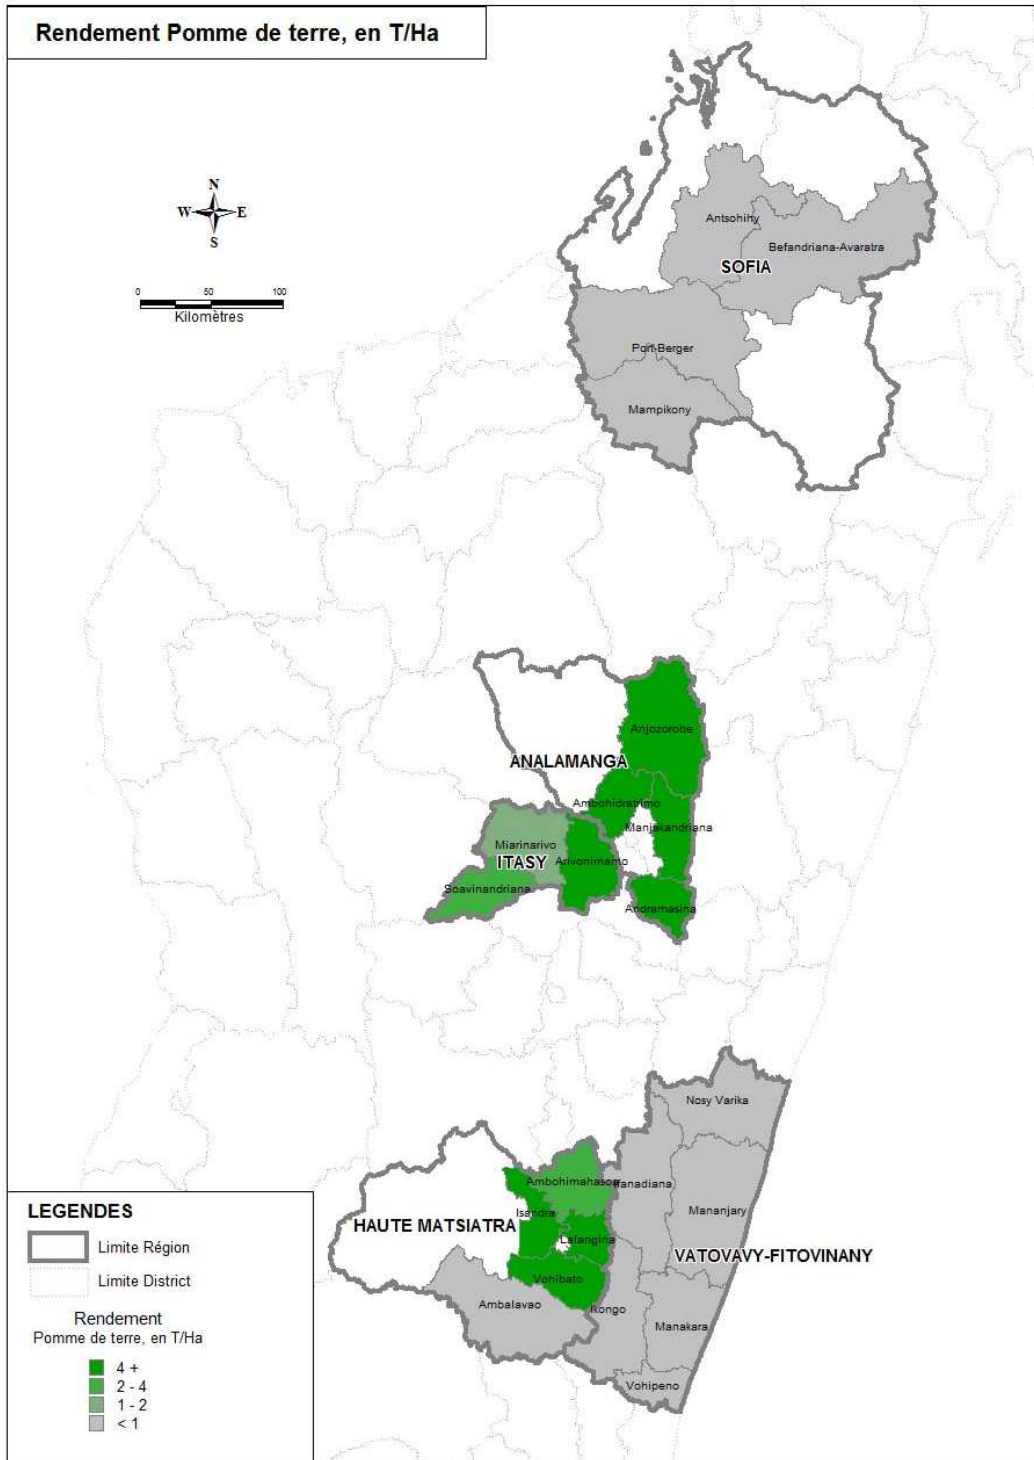 Rendement Pomme de terre, en T/Ha
N
W E
S
0 50 100
Kilomètres
Antsohihy
Befandriana-Avaratra
SOFIA
Port-Berger
Mampikony
Anjozorobe
ANALAMANGA
Ambohidratrimo
Manjakandriana
Miarinarivo
ITASY
Arivonimamo
Soavinandriana
Andramasina
Nosy Varika
Ambohimahasoa
Ifanadiana
Isandra
Mananjary
HAUTE MATSIATRA
Lalangina
VATOVAVY-FITOVINANY
Vohibato
Ambalavao
Ikongo
Manakara
Vohipeno
LEGENDES
Limite Région
Limite District
Rendement
Pomme de terre, en T/Ha
4 +
2 - 4
1 - 2
< 1